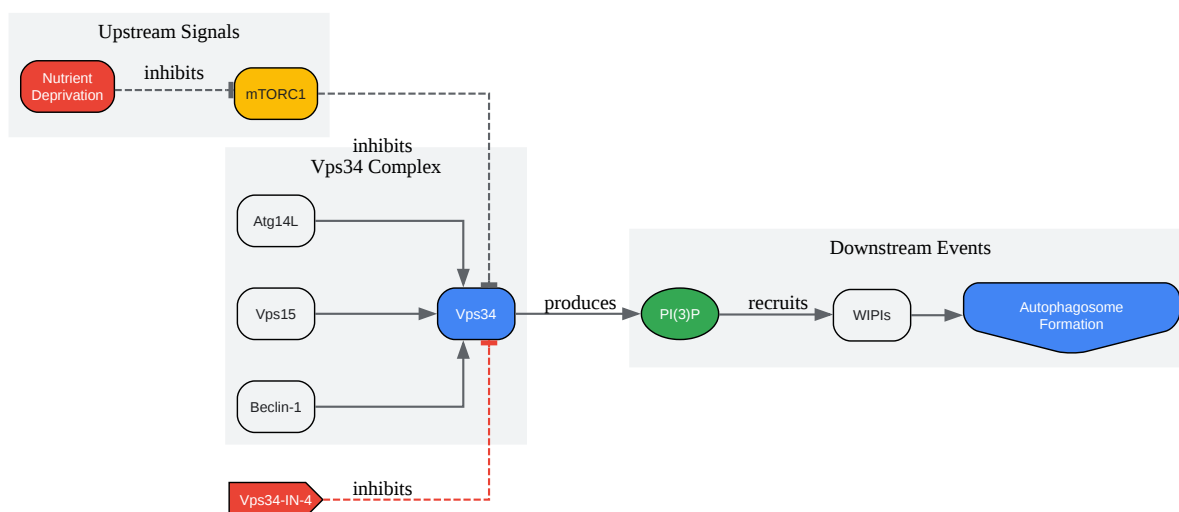 Upstream Signals
Nutrient
Deprivation
inhibits
mTORC1
inhibits
Vps34 Complex
Atg14L
Vps15
Beclin-1
Vps34
produces
Downstream Events
PI(3)P
recruits
WIPIs
Autophagosome
Formation
Vps34-IN-4
inhibits